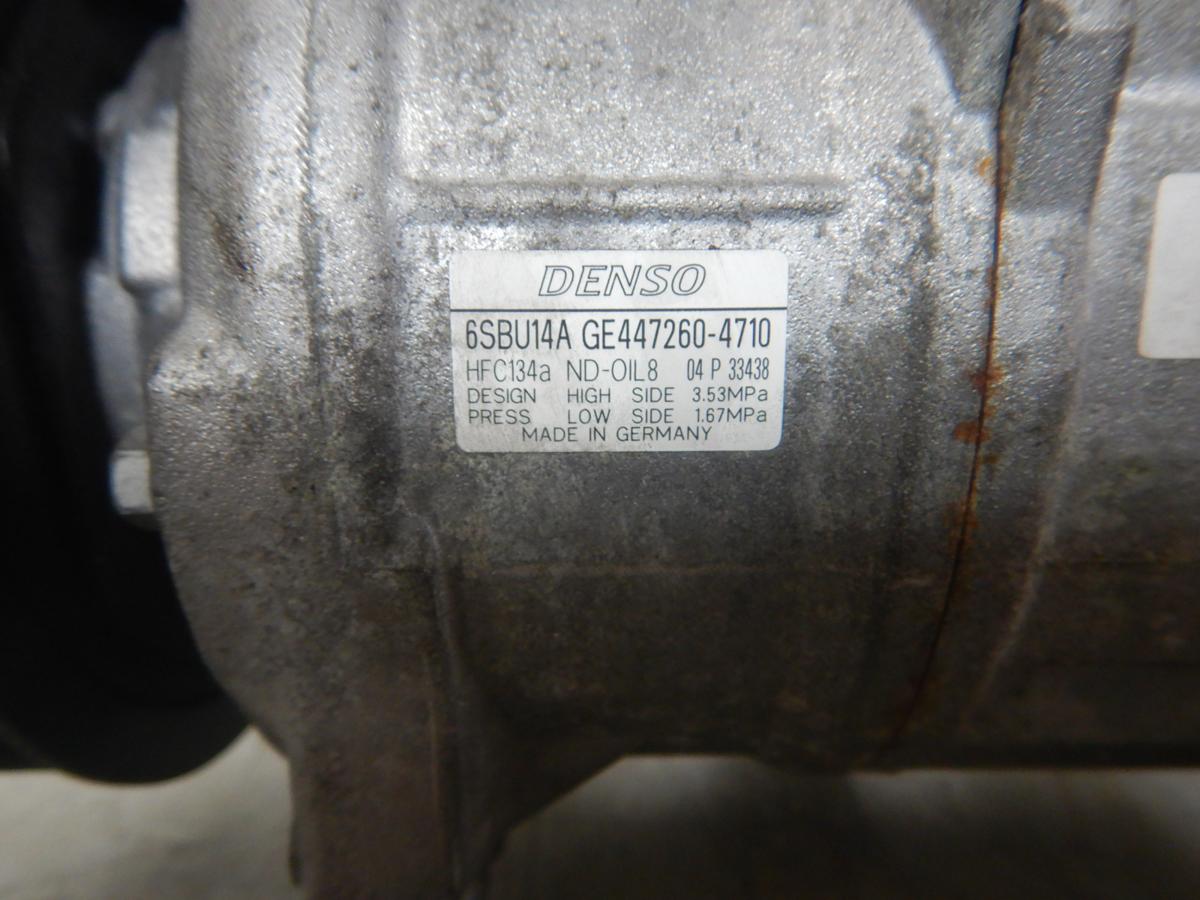 DENSO
6SBU14A GE447260-4710
HFC134a ND-OIL8 04 P 33438
DESIGN HIGH SIDE 3.53MPa
PRESS LOW SIDE 1.67MPa
MADE IN GERMANY